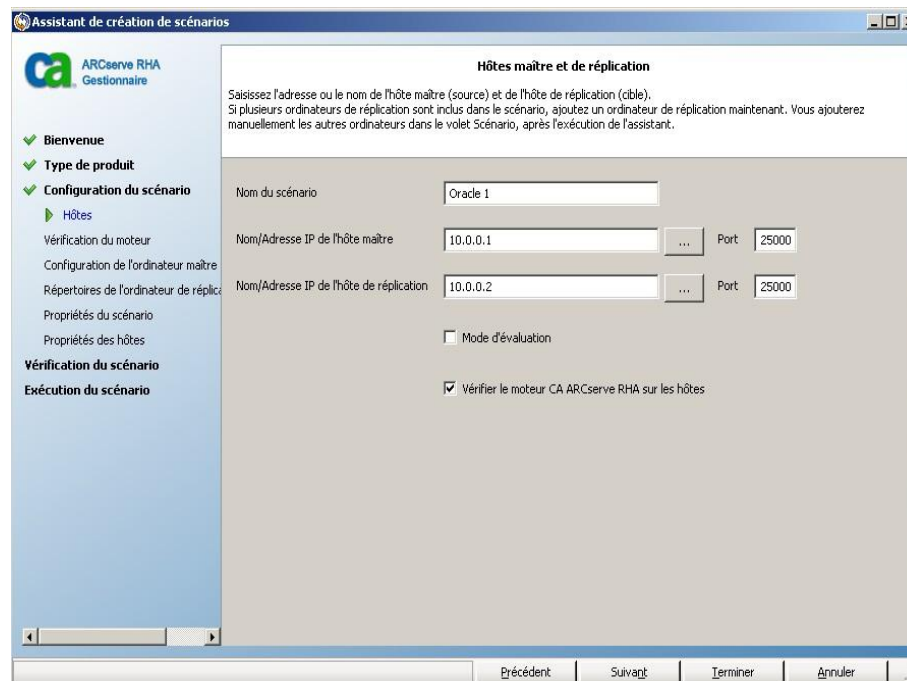 Assistant de création de scénarios
ca
ARCserve RHA
Gestionnaire
Bienvenue
Type de produit
Configuration du scénario
Hôtes
Vérification du moteur
Configuration de l'ordinateur maître
Répertoires de l'ordinateur de réplic
Propriétés du scénario
Propriétés des hôtes
Vérification du scénario
Exécution du scénario
Hôtes maître et de réplication
Saisissez l'adresse ou le nom de l'hôte maître (source) et de l'hôte de réplication (cible).
Si plusieurs ordinateurs de réplication sont inclus dans le scénario, ajoutez un ordinateur de réplication maintenant. Vous ajouterez
manuellement les autres ordinateurs dans le volet Scénario, après l'exécution de l'assistant.
Nom du scénario Oracle 1
Nom/Adresse IP de l'hôte maître 10.0.0.1 ... Port 25000
Nom/Adresse IP de l'hôte de réplication 10.0.0.2 ... Port 25000
Mode d'évaluation
Vérifier le moteur CA ARCserve RHA sur les hôtes
Précédent Suivant Terminer Annuler